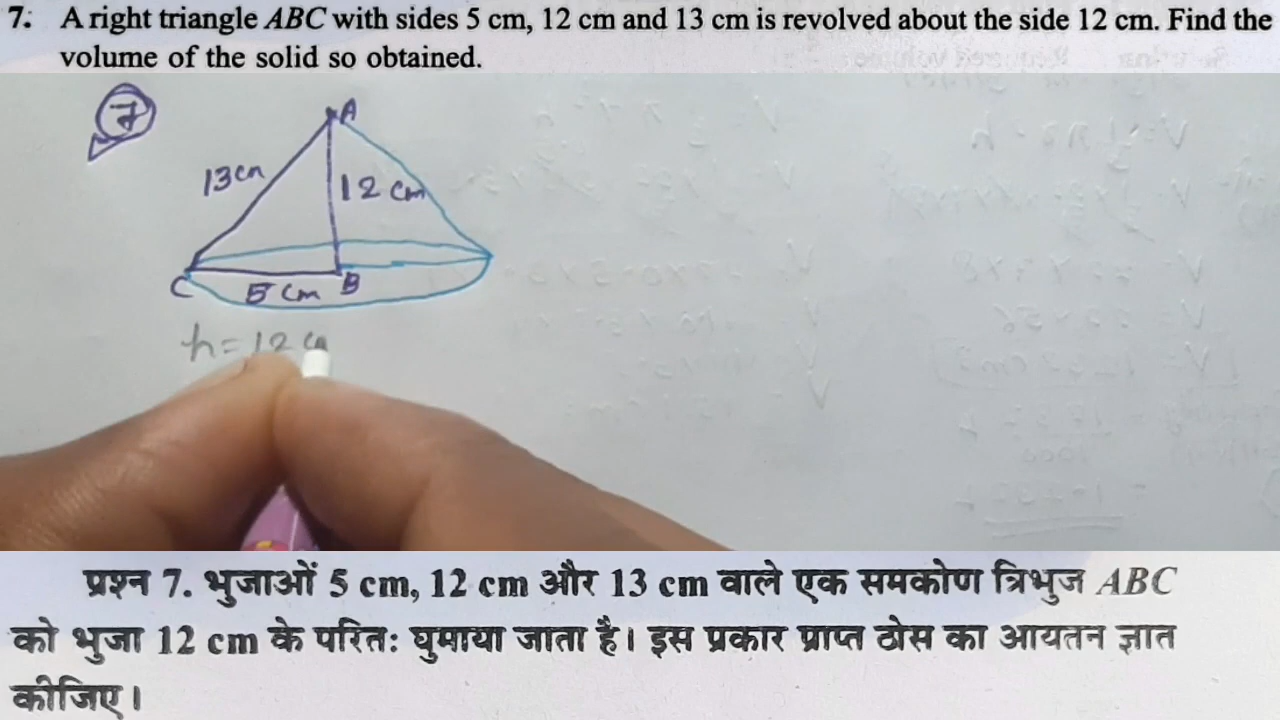 7. A right triangle ABC with sides 5 cm, 12 cm and 13 cm is revolved about the side 12 cm. Find the
volume of the solid so obtained.
7
A
13cm
12 cm
C
5 cm
B
h=12 c
प्रश्न 7. भुजाओं 5 cm, 12 cm और 13 cm वाले एक समकोण त्रिभुज ABC
को भुजा 12 cm के परितः घुमाया जाता है। इस प्रकार प्राप्त ठोस का आयतन ज्ञात
कीजिए।